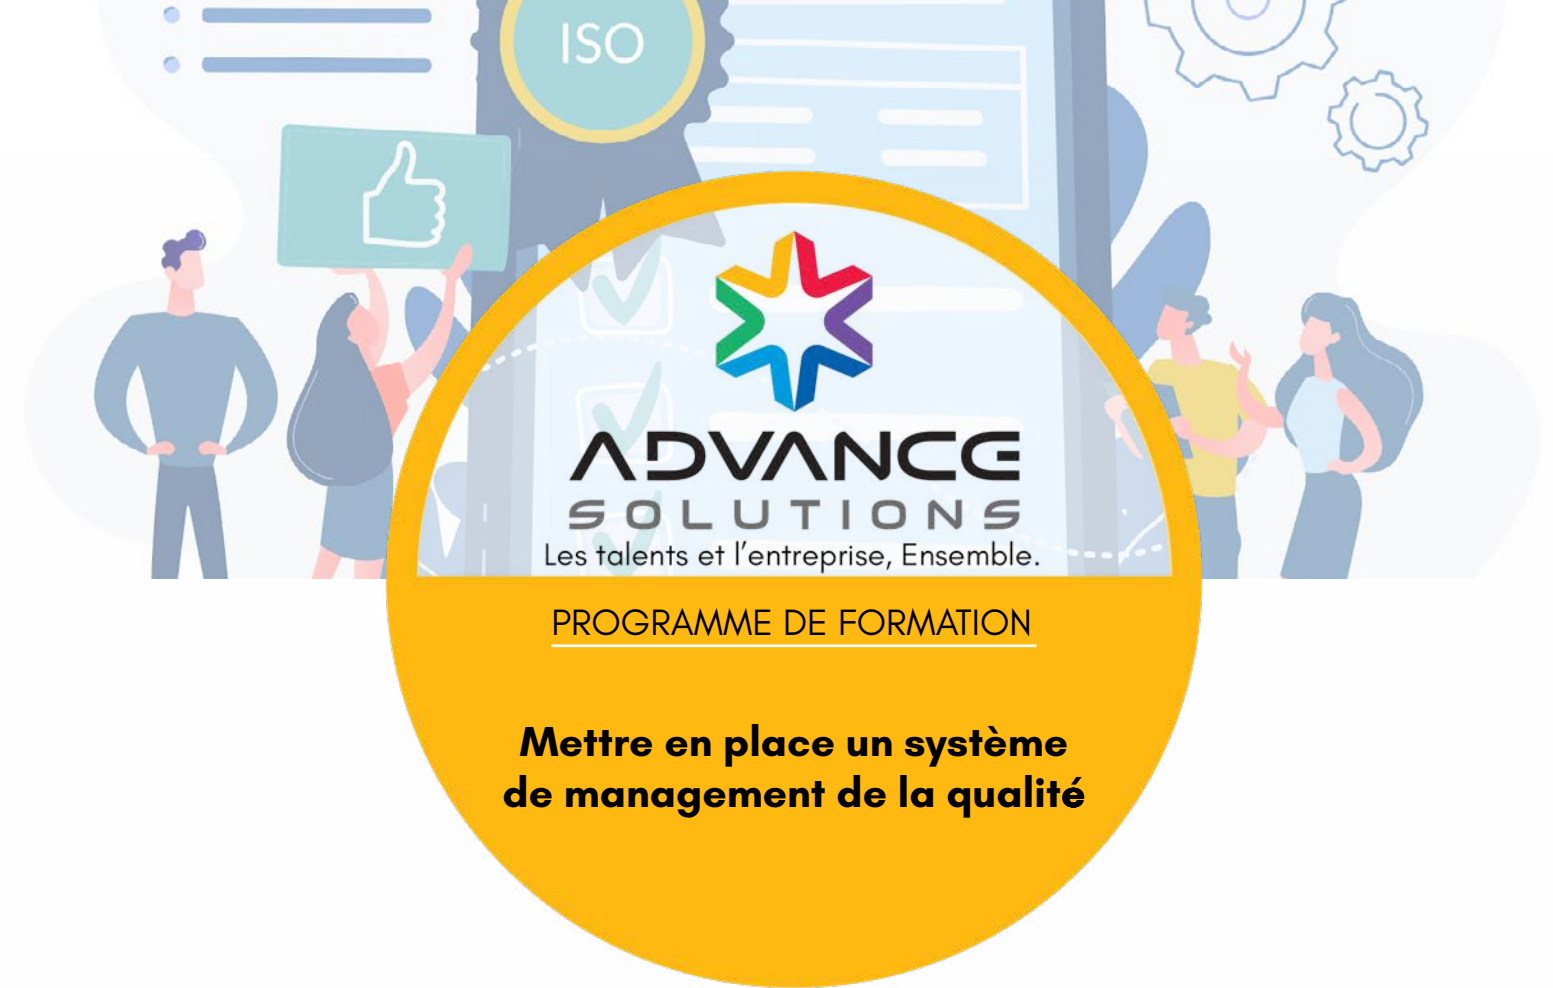 ISO
ADVANCE
SOLUTIONS
Les talents et l'entreprise, Ensemble.
PROGRAMME DE FORMATION
Mettre en place un système
de management de la qualité